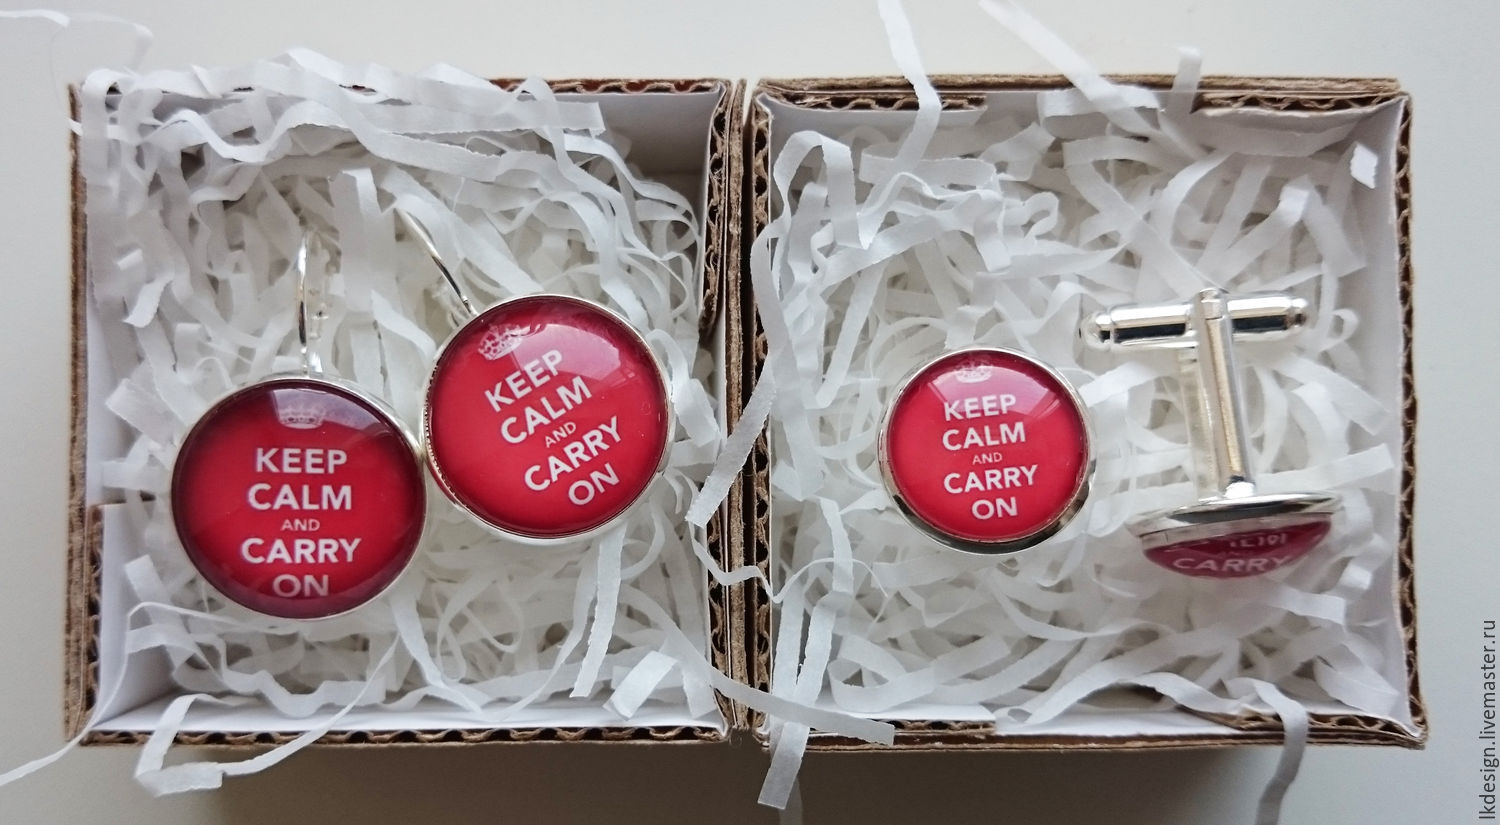 KEEP
CALM
AND
CARRY
ON
KEEP
CALM
AND
CARRY
ON
KEEP
CALM
AND
CARRY
ON
CARRY
lkdesign.livemaster.ru